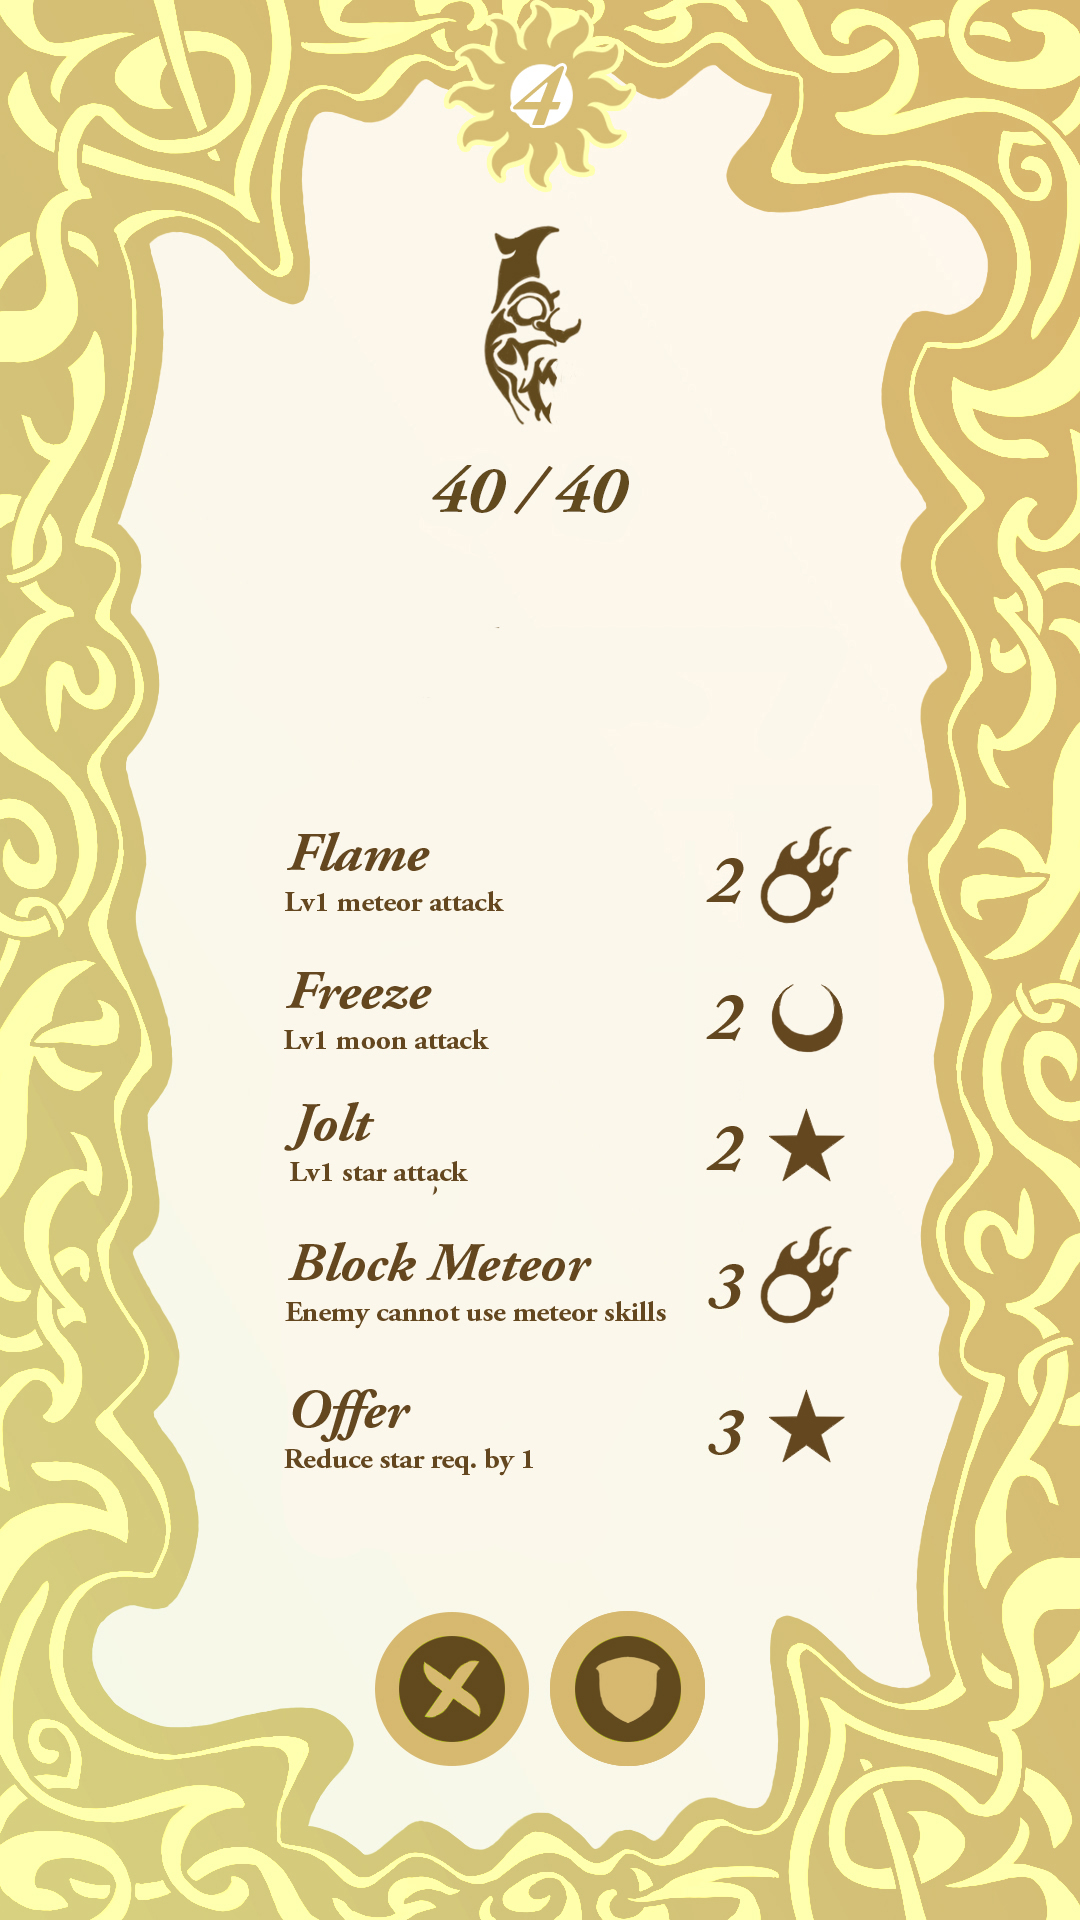 4
40 / 40
Flame
Lv1 meteor attack
2
Freeze
Lv1 moon attack
2
Jolt
Lv1 star attack
2
Block Meteor
Enemy cannot use meteor skills
3
Offer
Reduce star req. by 1
3